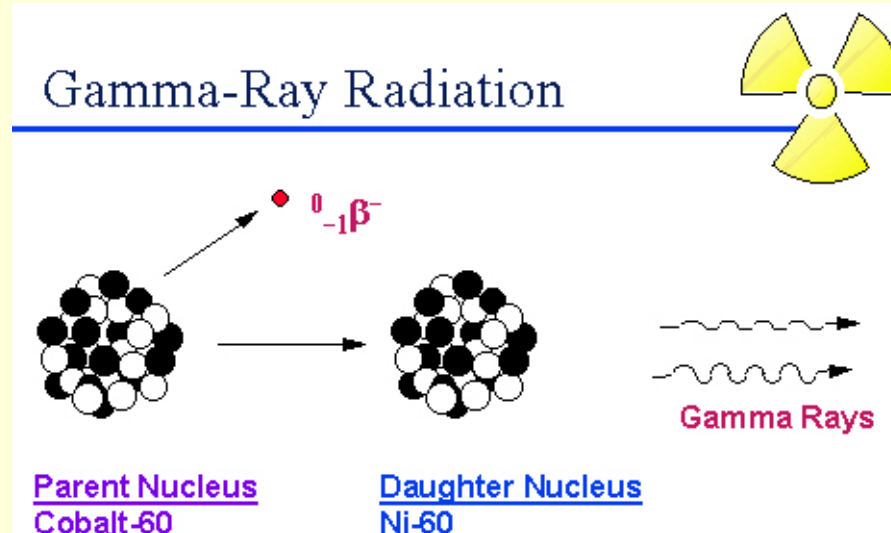 Gamma-Ray Radiation
⁰₋₁β⁻
Gamma Rays
Parent Nucleus
Cobalt-60
Daughter Nucleus
Ni-60